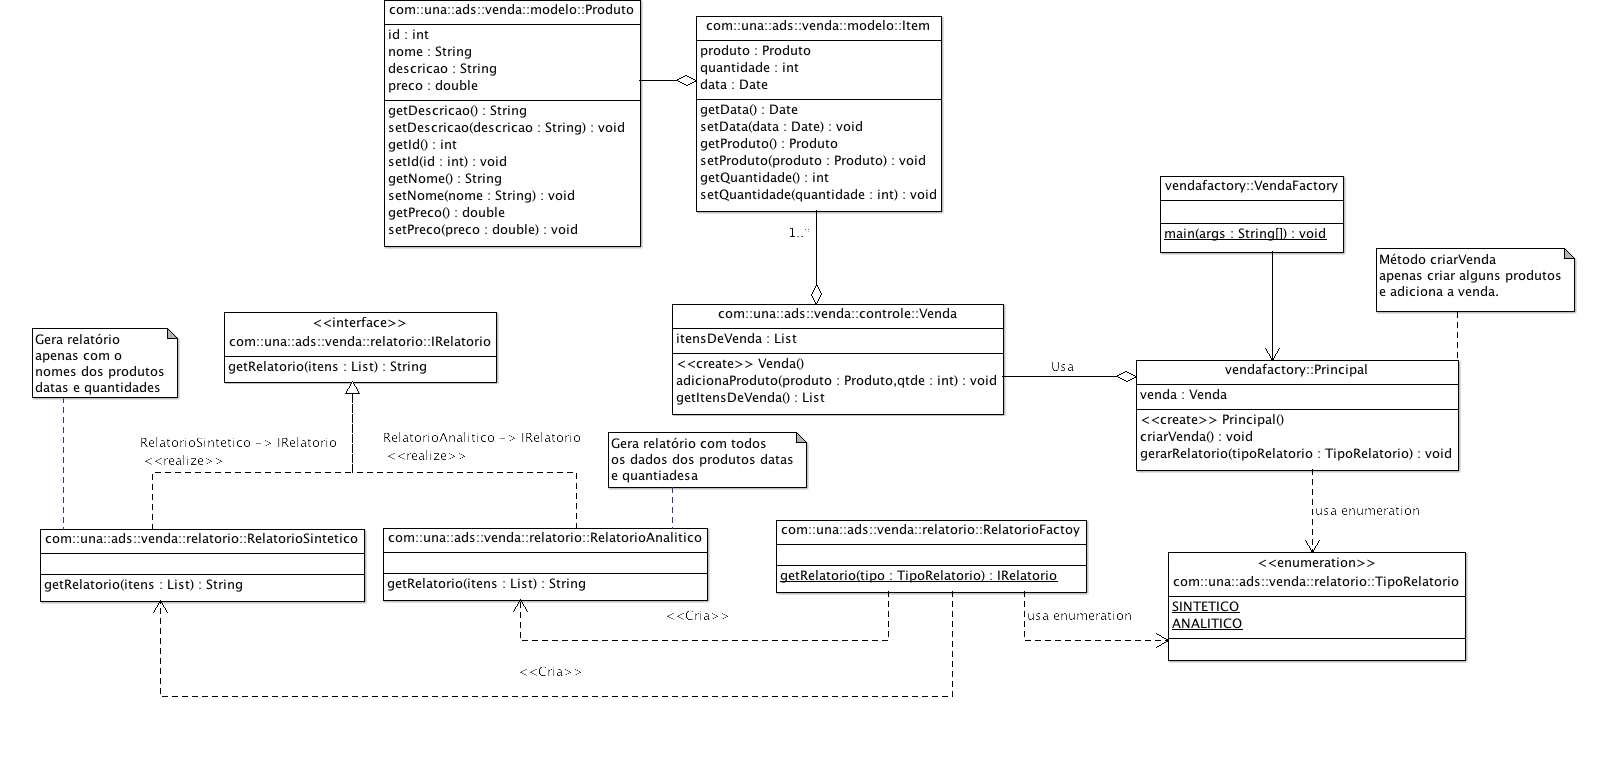 com::una::ads::venda::modelo::Produto
id : int
nome : String
descricao : String
preco : double
getDescricao() : String
setDescricao(descricao : String) : void
getId() : int
setId(id : int) : void
getNome() : String
setNome(nome : String) : void
getPreco() : double
setPreco(preco : double) : void
com::una::ads::venda::modelo::Item
produto : Produto
quantidade : int
data : Date
getData() : Date
setData(data : Date) : void
getProduto() : Produto
setProduto(produto : Produto) : void
getQuantidade() : int
setQuantidade(quantidade : int) : void
1..*
vendafactory::VendaFactory
main(args : String[]) : void
Método criarVenda
apenas criar alguns produtos
e adiciona a venda.
Gera relatório
apenas com o
nomes dos produtos
datas e quantidades
<<interface>>
com::una::ads::venda::relatorio::IRelatorio
getRelatorio(itens : List) : String
com::una::ads::venda::controle::Venda
itensDeVenda : List
<<create>> Venda()
adicionaProduto(produto : Produto,qtde : int) : void
getItensDeVenda() : List
Usa
vendafactory::Principal
venda : Venda
<<create>> Principal()
criarVenda() : void
gerarRelatorio(tipoRelatorio : TipoRelatorio) : void
RelatorioSintetico -> IRelatorio
<<realize>>
RelatorioAnalitico -> IRelatorio
<<realize>>
Gera relatório com todos
os dados dos produtos datas
e quantiadesa
usa enumeration
com::una::ads::venda::relatorio::RelatorioSintetico
getRelatorio(itens : List) : String
com::una::ads::venda::relatorio::RelatorioAnalitico
getRelatorio(itens : List) : String
com::una::ads::venda::relatorio::RelatorioFactoy
getRelatorio(tipo : TipoRelatorio) : IRelatorio
<<enumeration>>
com::una::ads::venda::relatorio::TipoRelatorio
SINTETICO
ANALITICO
<<Cria>>
usa enumeration
<<Cria>>